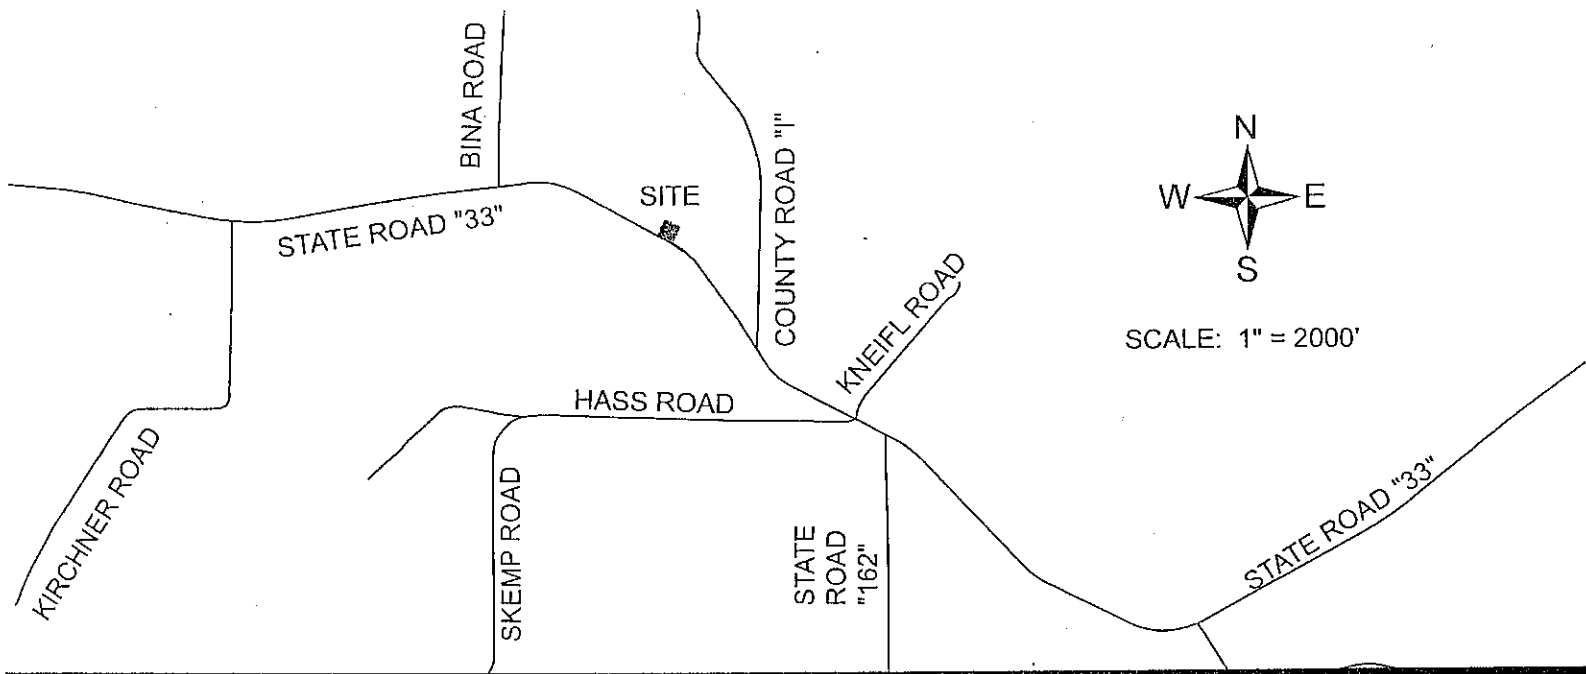 BINA ROAD
COUNTY ROAD "I"
SITE
STATE ROAD "33"
N
W
E
S
SCALE: 1" = 2000'
KNEIFL ROAD
HASS ROAD
KIRCHNER ROAD
SKEMP ROAD
STATE
ROAD
"162"
STATE ROAD "33"